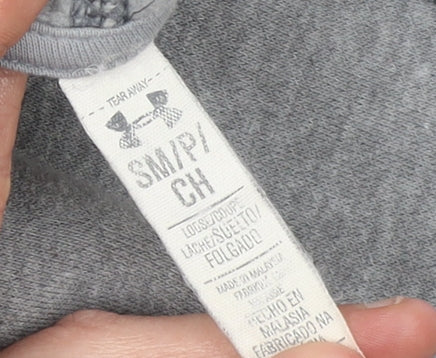 TEAR AWAY
SM/P/
CH
LOOSE/COUPE
LÂCHE/SUELTO/
FOLGADO
MADE IN MALAYSIA
HECHO EN
MALASIA
FABRICADO NA